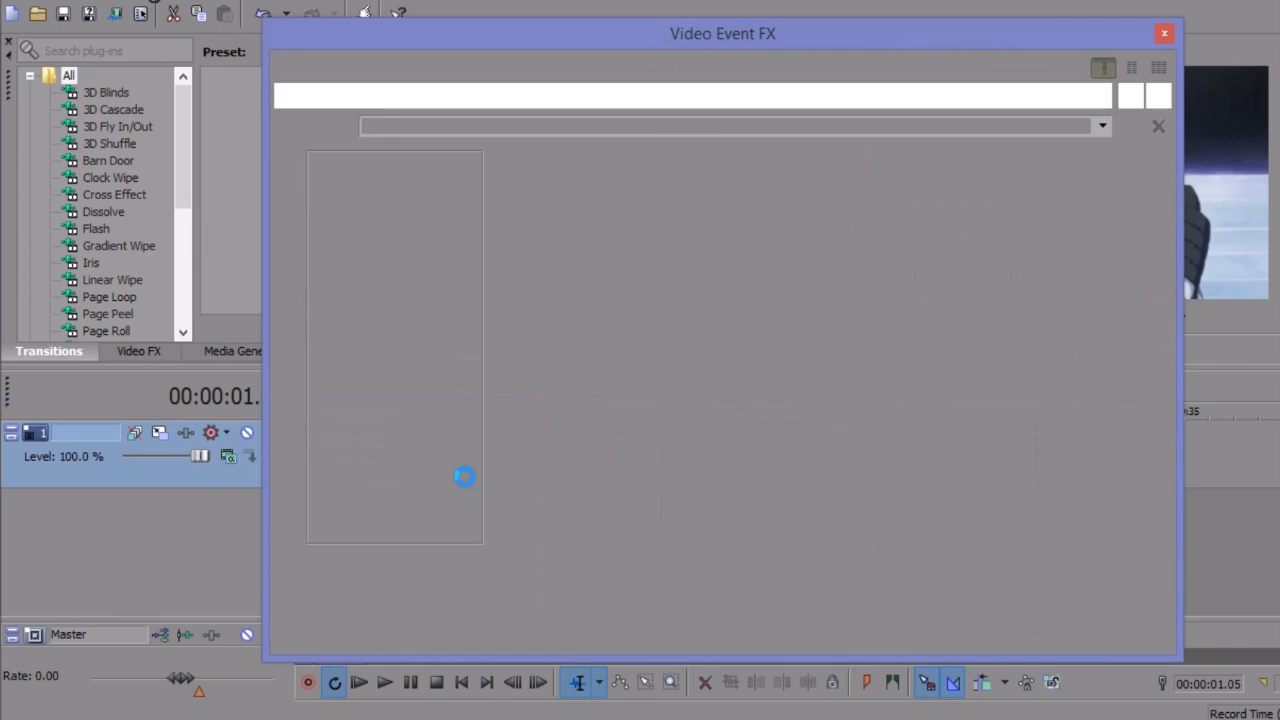 Video Event FX
Search plug-ins
Preset:
All
3D Blinds
3D Cascade
3D Fly In/Out
3D Shuffle
Barn Door
Clock Wipe
Cross Effect
Dissolve
Flash
Gradient Wipe
Iris
Linear Wipe
Page Loop
Page Peel
Page Roll
Transitions
Video FX
Media Gene
00:00:01.
:35
1
Level: 100.0 %
Master
Rate: 0.00
00:00:01.05
Record Time (